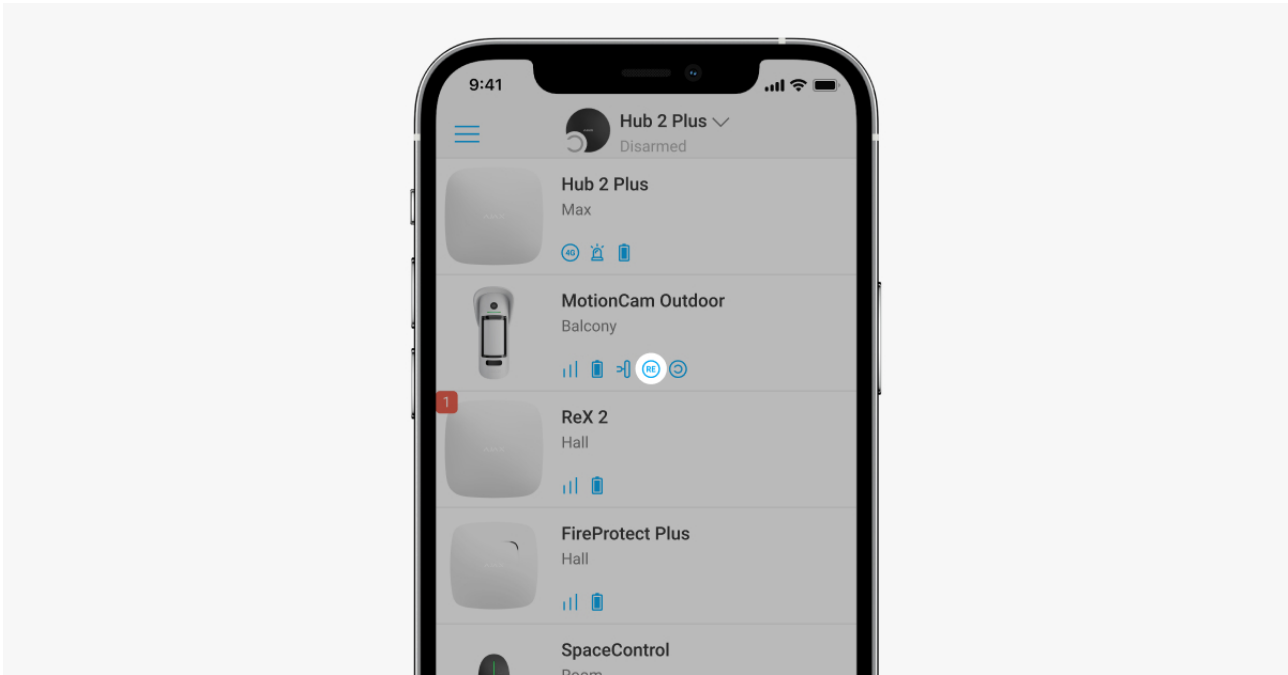 9:41
Hub 2 Plus
Disarmed
Hub 2 Plus
Max
4G
MotionCam Outdoor
Balcony
RE
1
ReX 2
Hall
FireProtect Plus
Hall
SpaceControl
Room